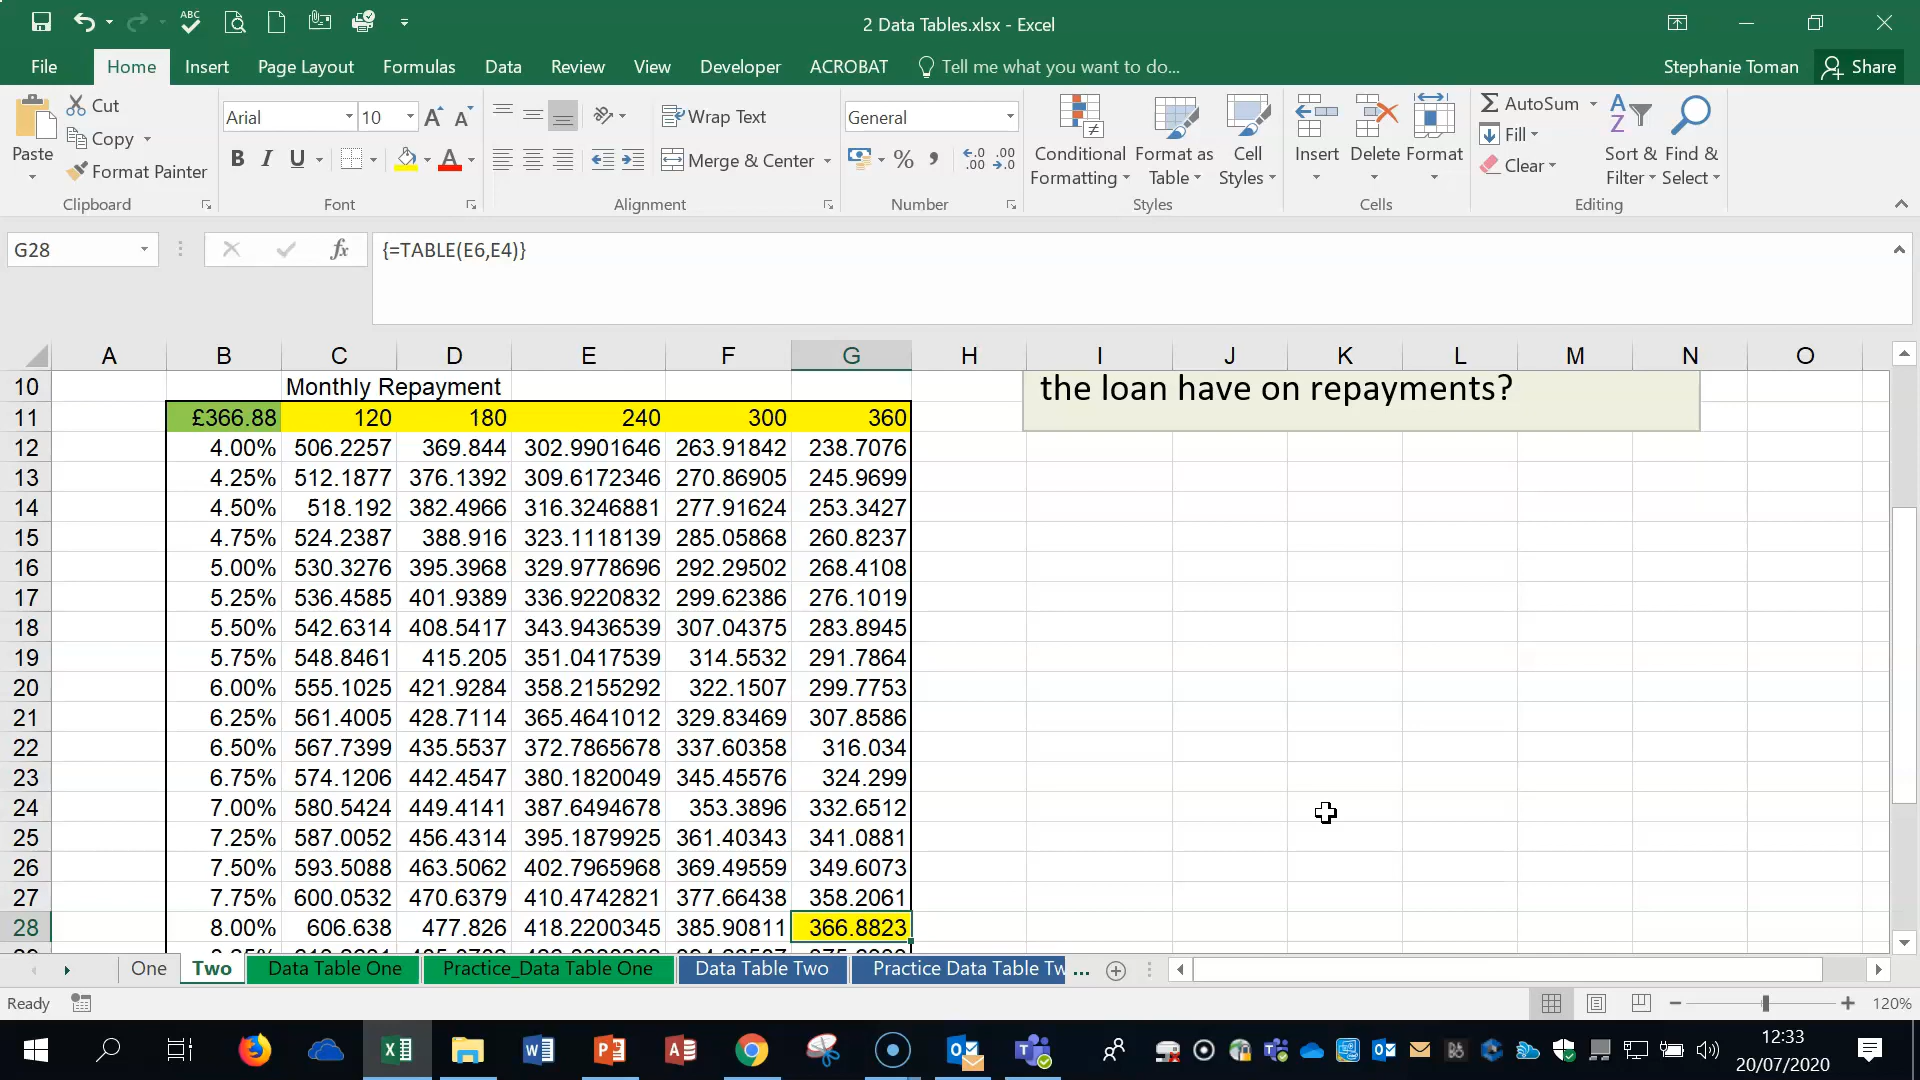 2 Data Tables.xlsx - Excel
File Home Insert Page Layout Formulas Data Review View Developer ACROBAT Tell me what you want to do... Stephanie Toman Share
Paste Cut Copy Format Painter
Clipboard
Arial 10
B I U
Font
Wrap Text
Merge & Center
Alignment
General
% , .00
Number
Conditional Formatting
Format as Table
Cell Styles
Styles
Insert Delete Format
Cells
AutoSum
Fill
Clear
Sort & Filter
Find & Select
Editing
G28 fx {=TABLE(E6,E4)}
A B C D E F G H I J K L M N O
10 Monthly Repayment the loan have on repayments?
11 £366.88 120 180 240 300 360
12 4.00% 506.2257 369.844 302.9901646 263.91842 238.7076
13 4.25% 512.1877 376.1392 309.6172346 270.86905 245.9699
14 4.50% 518.192 382.4966 316.3246881 277.91624 253.3427
15 4.75% 524.2387 388.916 323.1118139 285.05868 260.8237
16 5.00% 530.3276 395.3968 329.9778696 292.29502 268.4108
17 5.25% 536.4585 401.9389 336.9220832 299.62386 276.1019
18 5.50% 542.6314 408.5417 343.9436539 307.04375 283.8945
19 5.75% 548.8461 415.205 351.0417539 314.5532 291.7864
20 6.00% 555.1025 421.9284 358.2155292 322.1507 299.7753
21 6.25% 561.4005 428.7114 365.4641012 329.83469 307.8586
22 6.50% 567.7399 435.5537 372.7865678 337.60358 316.034
23 6.75% 574.1206 442.4547 380.1820049 345.45576 324.299
24 7.00% 580.5424 449.4141 387.6494678 353.3896 332.6512
25 7.25% 587.0052 456.4314 395.1879925 361.40343 341.0881
26 7.50% 593.5088 463.5062 402.7965968 369.49559 349.6073
27 7.75% 600.0532 470.6379 410.4742821 377.66438 358.2061
28 8.00% 606.638 477.826 418.2200345 385.90811 366.8823
One Two Data Table One Practice_Data Table One Data Table Two Practice Data Table Tw ...
Ready 120%
12:33
20/07/2020